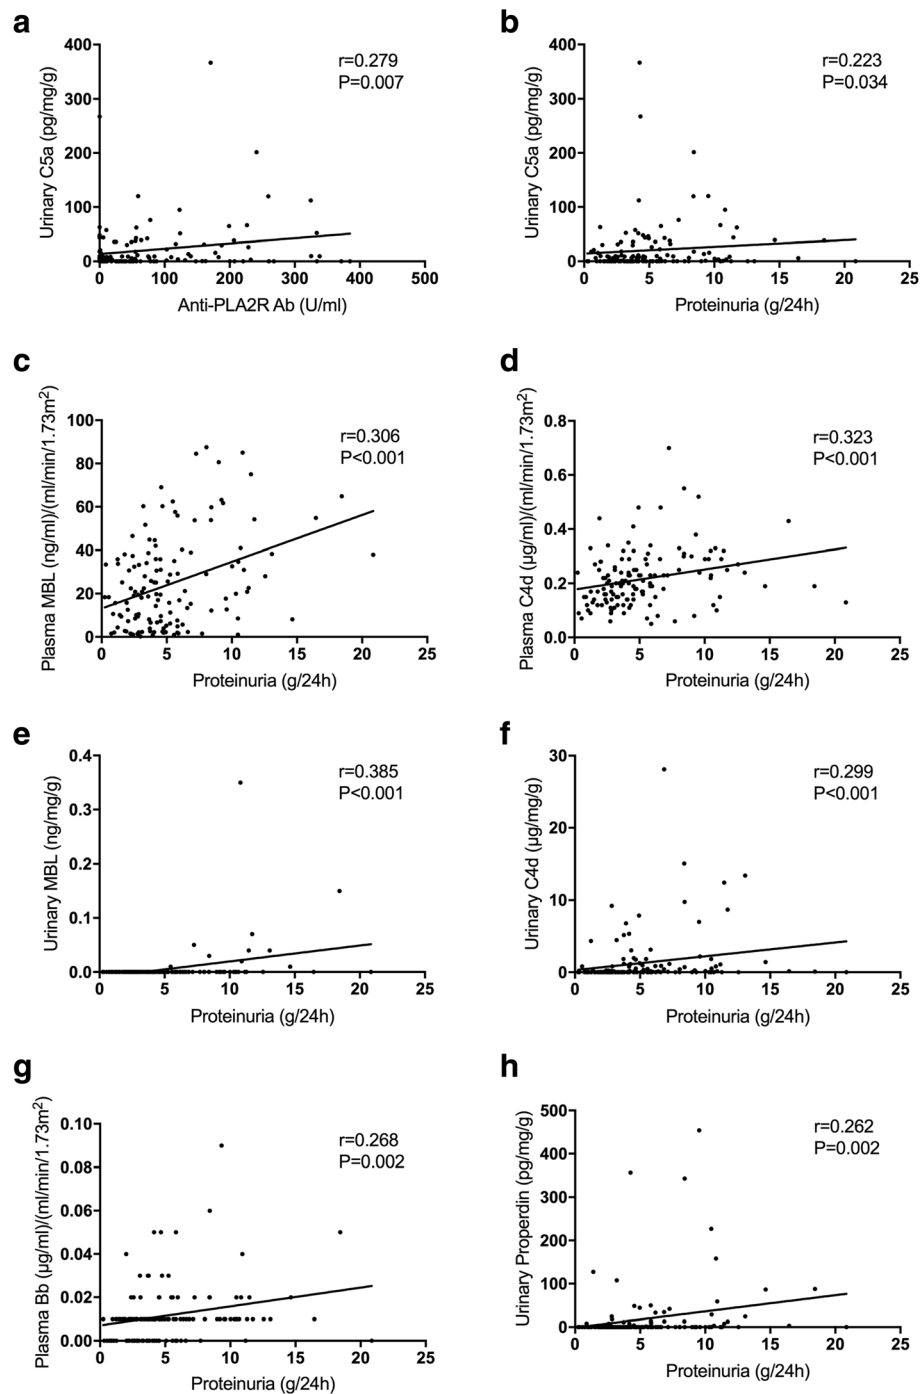 a
Urinary C5a (pg/mg/g)
400
300
200
100
0
0 100 200 300 400 500
Anti-PLA2R Ab (U/ml)
r=0.279
P=0.007
b
Urinary C5a (pg/mg/g)
400
300
200
100
0
0 5 10 15 20 25
Proteinuria (g/24h)
r=0.223
P=0.034
c
Plasma MBL (ng/ml)/(ml/min/1.73m²)
100
80
60
40
20
0
0 5 10 15 20 25
Proteinuria (g/24h)
r=0.306
P<0.001
d
Plasma C4d (µg/ml)/(ml/min/1.73m²)
0.8
0.6
0.4
0.2
0.0
0 5 10 15 20 25
Proteinuria (g/24h)
r=0.323
P<0.001
e
Urinary MBL (ng/mg/g)
0.4
0.3
0.2
0.1
0.0
0 5 10 15 20 25
Proteinuria (g/24h)
r=0.385
P<0.001
f
Urinary C4d (µg/mg/g)
30
20
10
0
0 5 10 15 20 25
Proteinuria (g/24h)
r=0.299
P<0.001
g
Plasma Bb (µg/ml)/(ml/min/1.73m²)
0.10
0.08
0.06
0.04
0.02
0.00
0 5 10 15 20 25
Proteinuria (g/24h)
r=0.268
P=0.002
h
Urinary Properdin (pg/mg/g)
500
400
300
200
100
0
0 5 10 15 20 25
Proteinuria (g/24h)
r=0.262
P=0.002